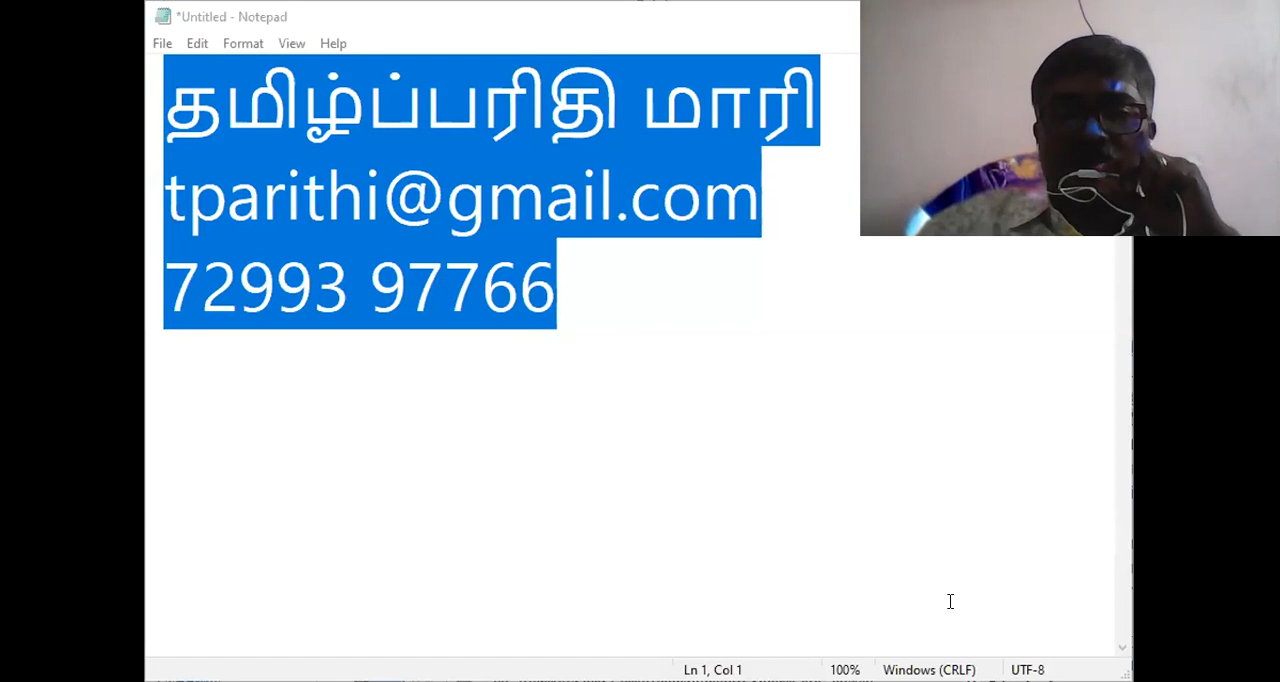 *Untitled - Notepad
File Edit Format View Help
தமிழ்ப்பரிதி மாரி
tparithi@gmail.com
72993 97766
Ln 1, Col 1 100% Windows (CRLF) UTF-8